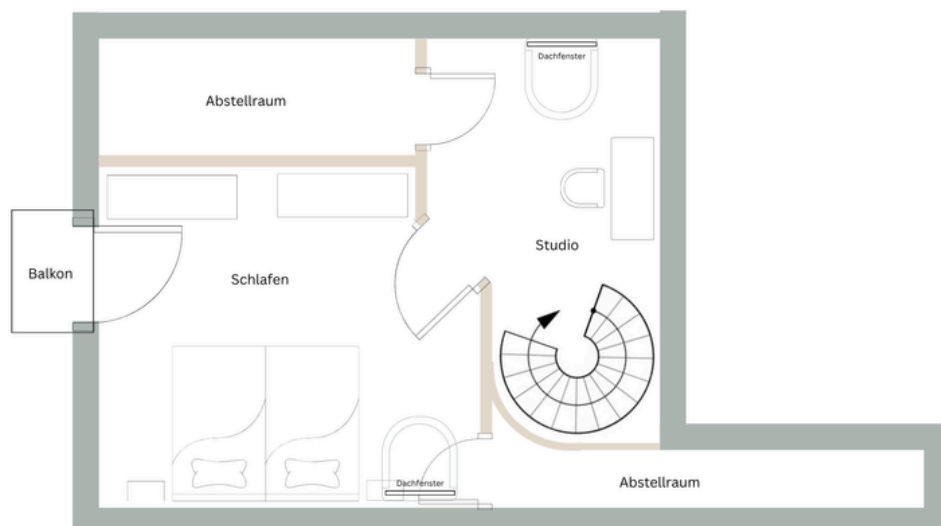 Dachfenster
Abstellraum
Studio
Balkon
Schlafen
Dachfenster
Abstellraum